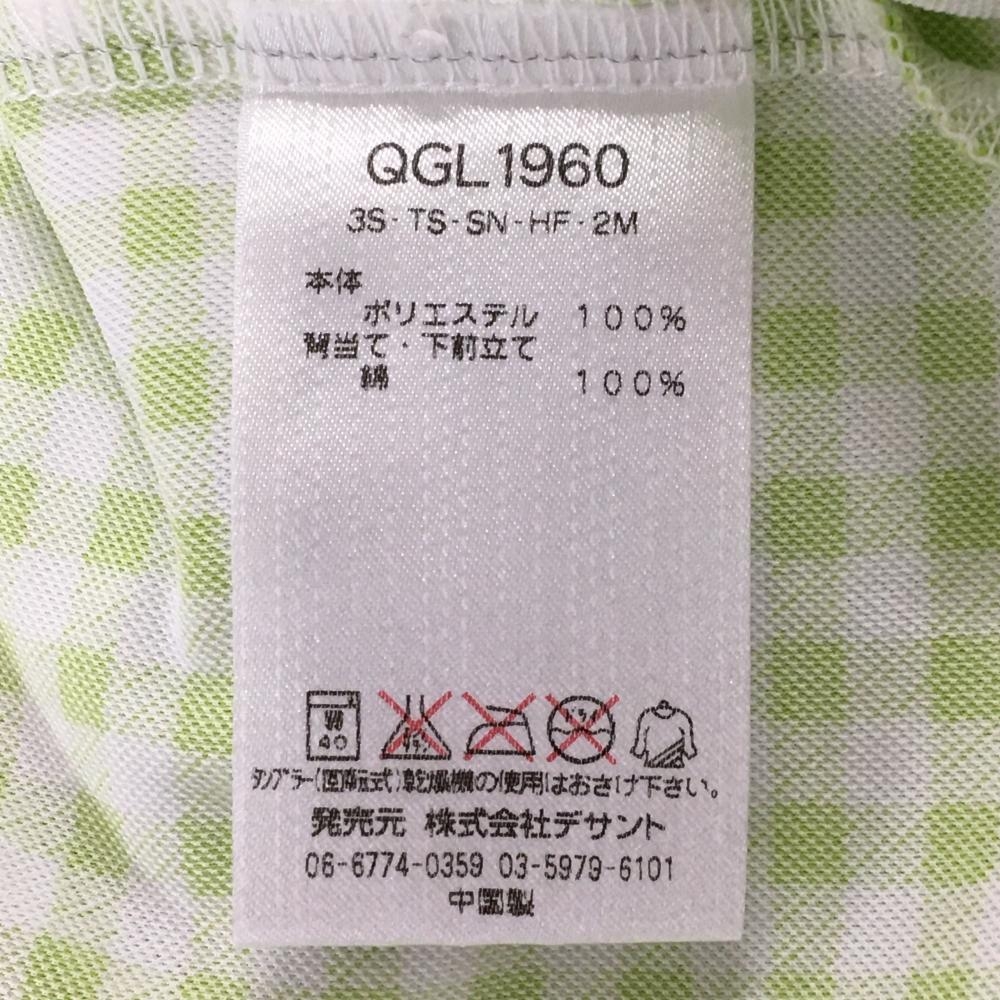 QGL1960
3S-TS-SN-HF-2M
本体
ポリエステル 100%
肩当て・下前立て
綿 100%
40
タンブラー(回転式)乾燥機の使用はおさけ下さい。
発売元 株式会社デサント
06-6774-0359 03-5979-6101
中国製